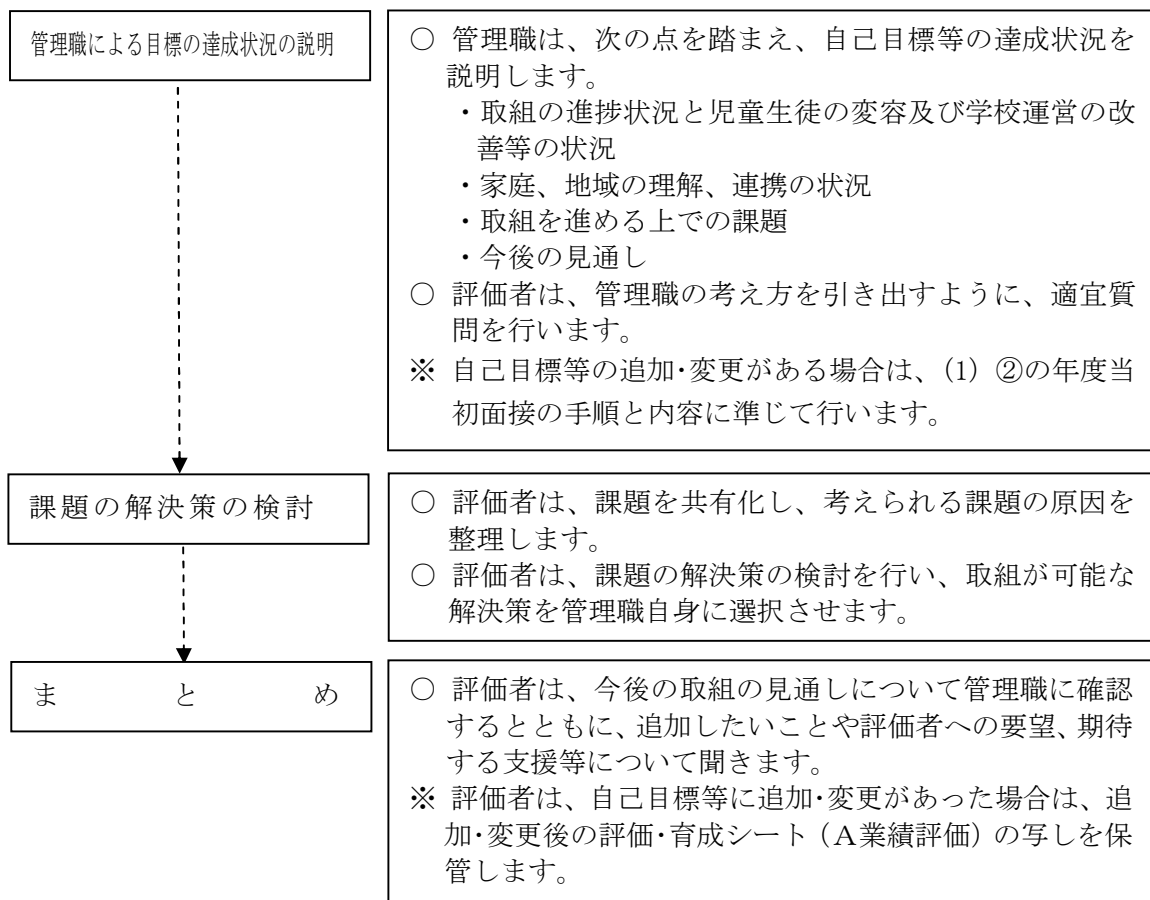 管理職による目標の達成状況の説明
○ 管理職は、次の点を踏まえ、自己目標等の達成状況を
説明します。
・取組の進捗状況と児童生徒の変容及び学校運営の改
善等の状況
・家庭、地域の理解、連携の状況
・取組を進める上での課題
・今後の見通し
○ 評価者は、管理職の考え方を引き出すように、適宜質
問を行います。
※ 自己目標等の追加・変更がある場合は、(1) ②の年度当
初面接の手順と内容に準じて行います。
課題の解決策の検討
○ 評価者は、課題を共有化し、考えられる課題の原因を
整理します。
○ 評価者は、課題の解決策の検討を行い、取組が可能な
解決策を管理職自身に選択させます。
ま と め
○ 評価者は、今後の取組の見通しについて管理職に確認
するとともに、追加したいことや評価者への要望、期待
する支援等について聞きます。
※ 評価者は、自己目標等に追加・変更があった場合は、追
加・変更後の評価・育成シート（Ａ業績評価）の写しを保
管します。